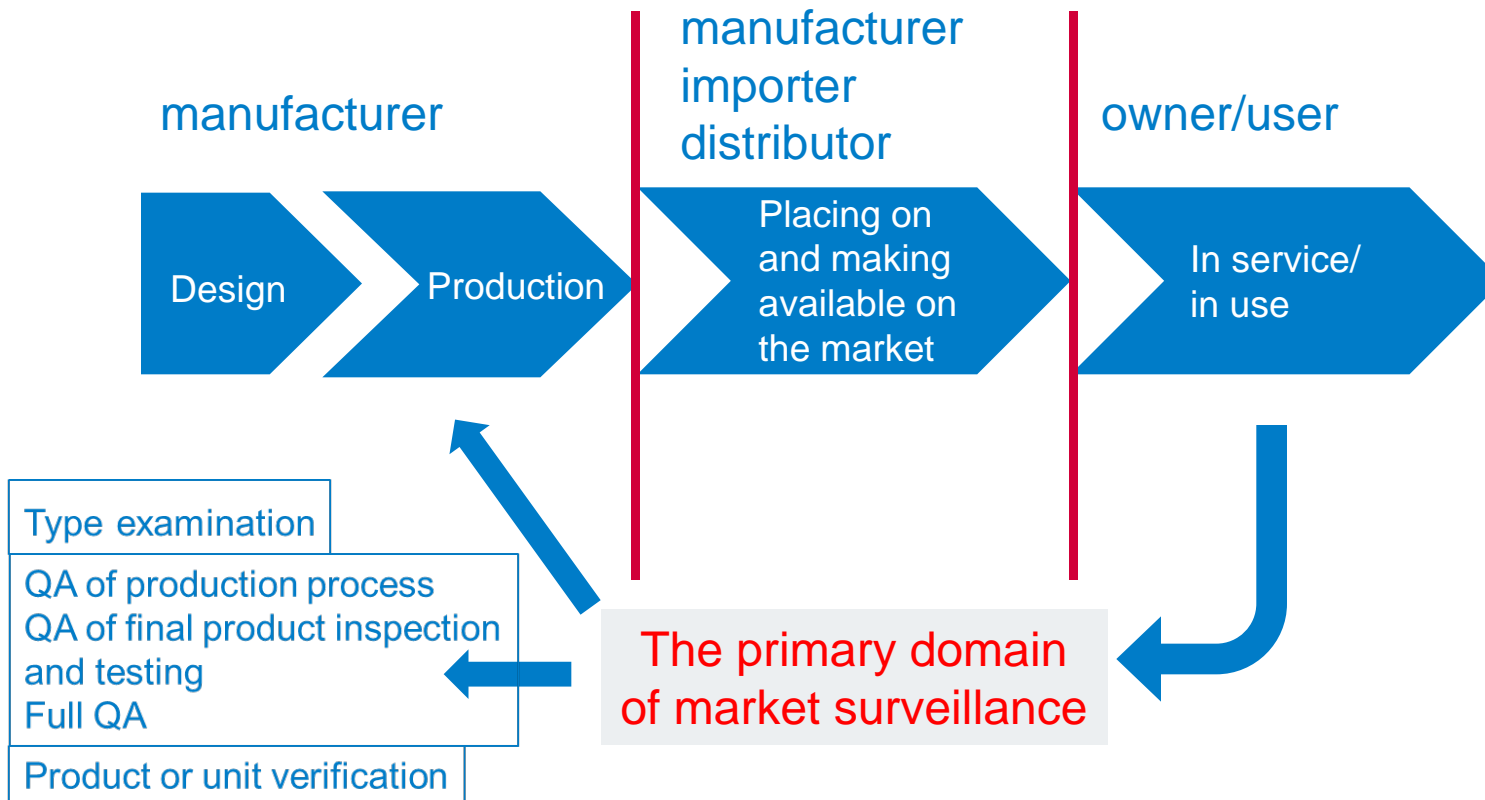 manufacturer
manufacturer
importer
distributor
owner/user
Design
Production
Placing on
and making
available on
the market
In service/
in use
Type examination
QA of production process
QA of final product inspection
and testing
Full QA
Product or unit verification
The primary domain
of market surveillance